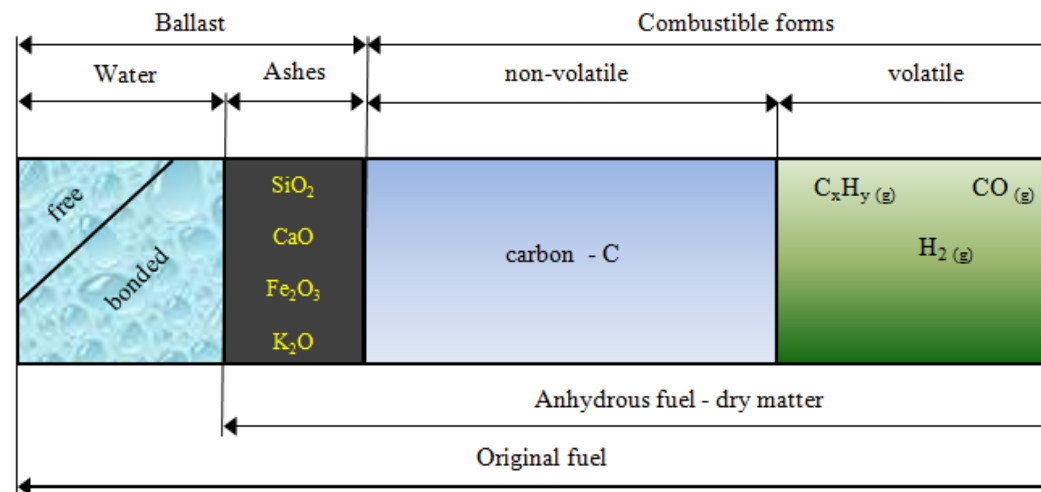 Ballast
Combustible forms
Water
Ashes
non-volatile
volatile
free
bonded
SiO₂
CaO
Fe₂O₃
K₂O
carbon - C
CₓHᵧ (g)
CO (g)
H₂ (g)
Anhydrous fuel - dry matter
Original fuel